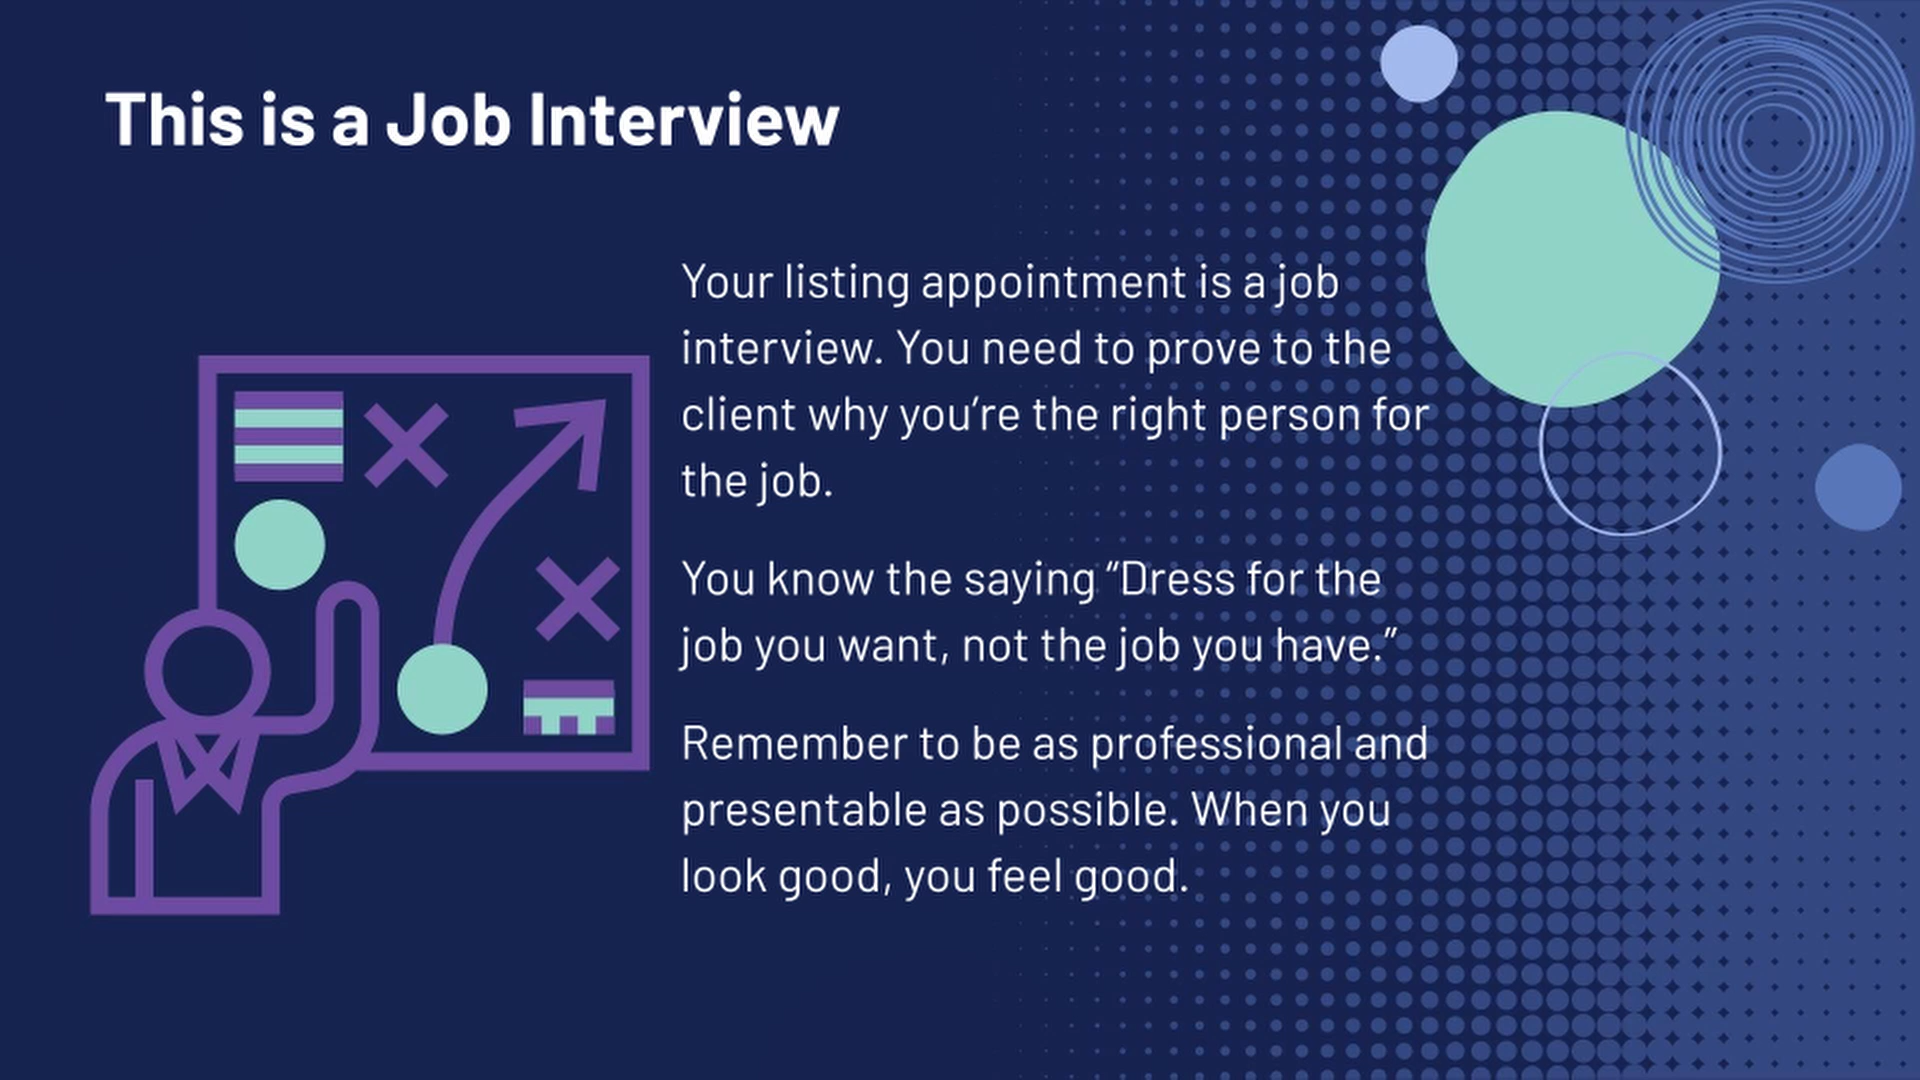 This is a Job Interview
Your listing appointment is a job
interview. You need to prove to the
client why you’re the right person for
the job.
You know the saying “Dress for the
job you want, not the job you have.”
Remember to be as professional and
presentable as possible. When you
look good, you feel good.